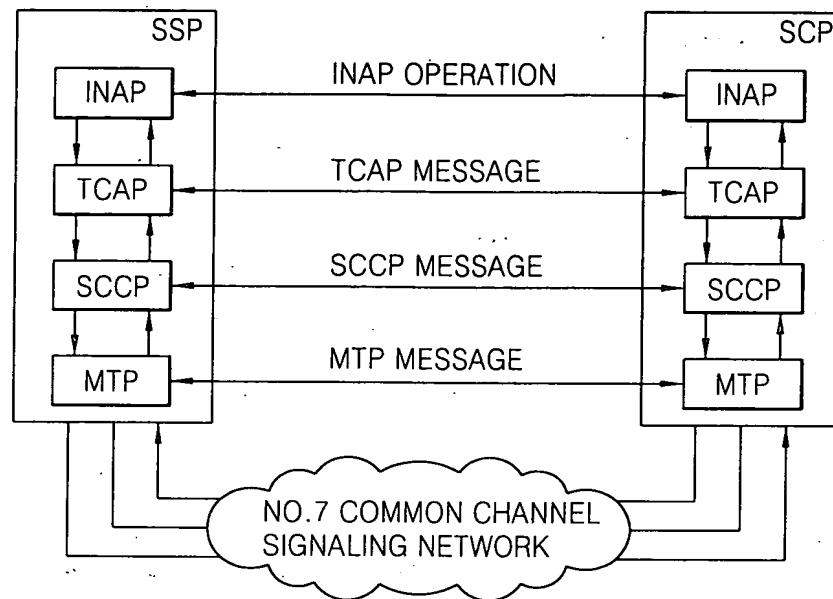 SSP
SCP
INAP
INAP OPERATION
INAP
TCAP
TCAP MESSAGE
TCAP
SCCP
SCCP MESSAGE
SCCP
MTP
MTP MESSAGE
MTP
NO.7 COMMON CHANNEL
SIGNALING NETWORK